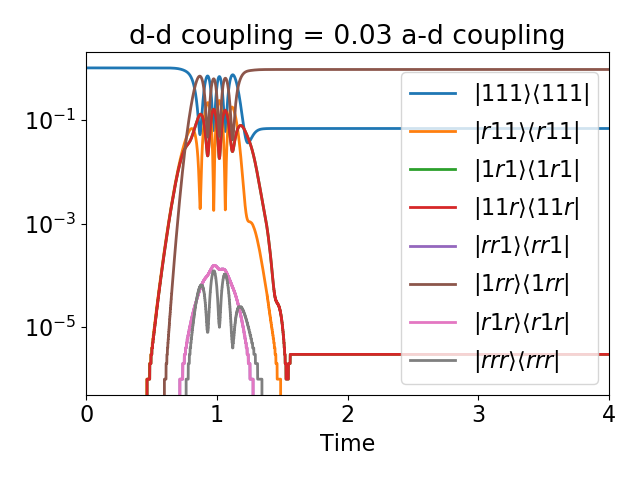 d-d coupling = 0.03 a-d coupling
10⁻¹
10⁻³
10⁻⁵
|111⟩⟨111|
|r11⟩⟨r11|
|1r1⟩⟨1r1|
|11r⟩⟨11r|
|rr1⟩⟨rr1|
|1rr⟩⟨1rr|
|r1r⟩⟨r1r|
|rrr⟩⟨rrr|
0 1 2 3 4
Time